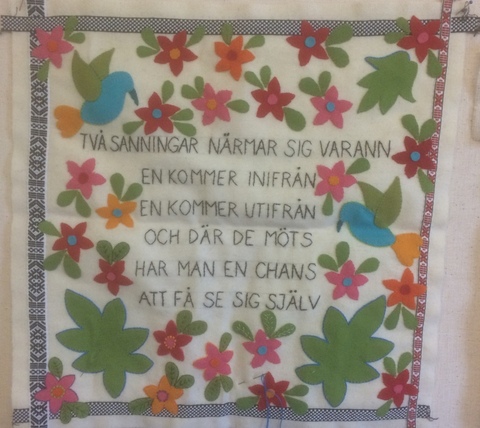 TVÅ SANNINGAR NÄRMAR SIG VARANN
EN KOMMER INIFRÅN
EN KOMMER UTIFRÅN
OCH DÄR DE MÖTS
HAR MAN EN CHANS
ATT FÅ SE SIG SJÄLV